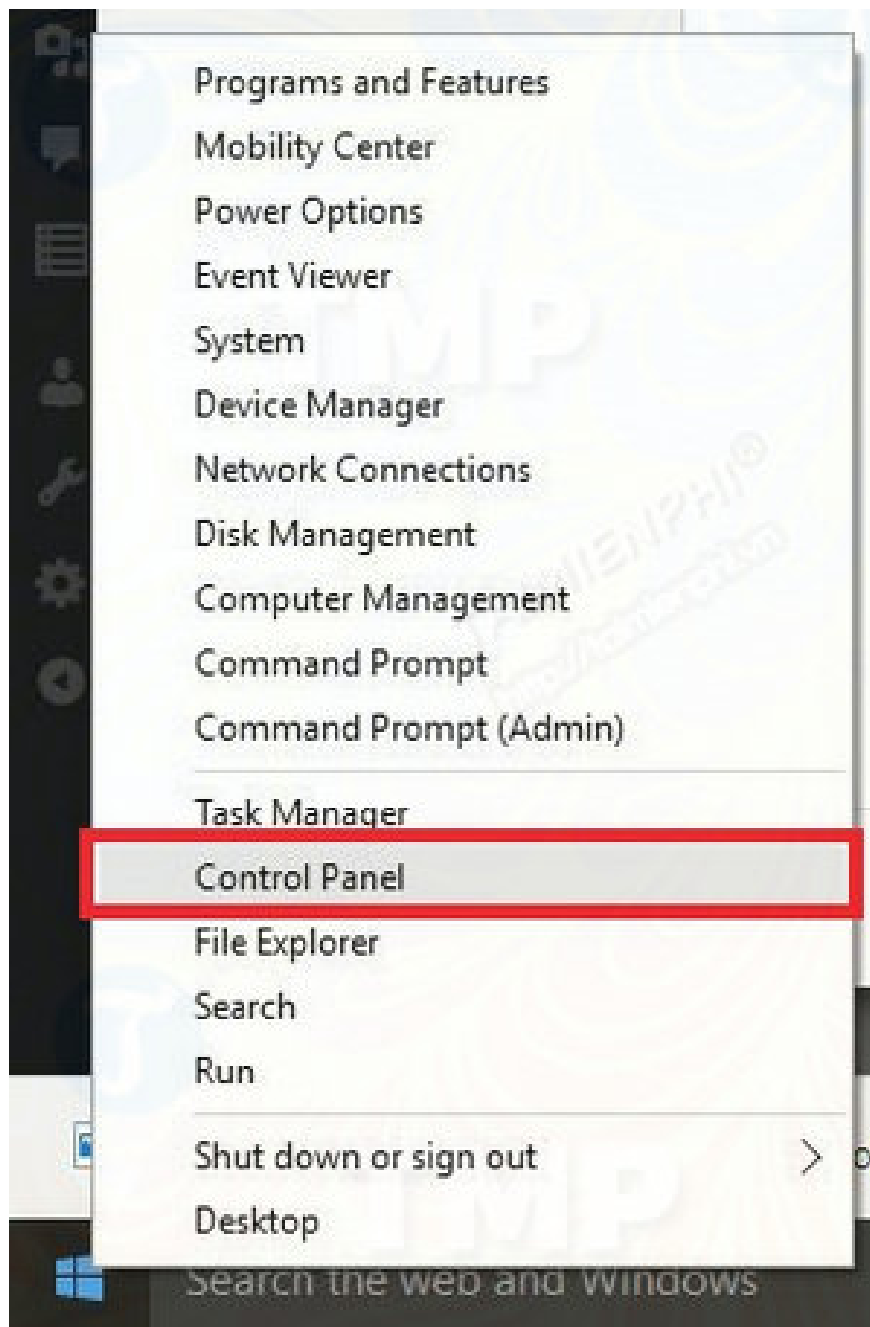 Programs and Features
Mobility Center
Power Options
Event Viewer
System
Device Manager
Network Connections
Disk Management
Computer Management
Command Prompt
Command Prompt (Admin)
Task Manager
Control Panel
File Explorer
Search
Run
Shut down or sign out
Desktop
Search the web and Windows
TMP
TMP